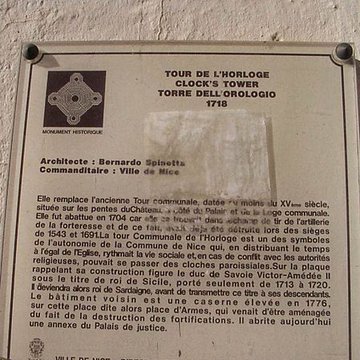 TOUR DE L'HORLOGE
CLOCK'S TOWER
TORRE DELL'OROLOGIO
1718
MONUMENT HISTORIQUE
Architecte : Bernardo Spinetta
Commanditaire : Ville de Nice
Elle remplace l'ancienne Tour communale, datée du moins du XVème siècle,
située sur les pentes duChâteau, à côté du Palais et de la Loge communale.
Elle fut abattue en 1704 car elle se trouvait dans l'échange de tir de l'artillerie
de la forteresse et de ce fait, avait déjà été détruite lors des sièges
de 1543 et 1691.La tour Communale de l'Horloge est un des symboles
de l'autonomie de la Commune de Nice qui, en distribuant le temps
à l'égal de l'Eglise, rythmait la vie sociale et, en cas de conflit avec les autorités
religieuses, pouvait se passer des cloches paroissiales.Sur la plaque
rappelant sa construction figure le duc de Savoie Victor-Amédée II
sous le titre de roi de Sicile, porté seulement de 1713 à 1720.
Il deviendra alors roi de Sardaigne, avant de transmettre ce titre à ses descendants.
Le bâtiment voisin est une caserne élevée en 1776,
sur cette place dite alors place d'Armes, qui venait d'être aménagée
du fait de la destruction des fortifications. Il abrite aujourd'hui
une annexe du Palais de justice.
VILLE DE NICE